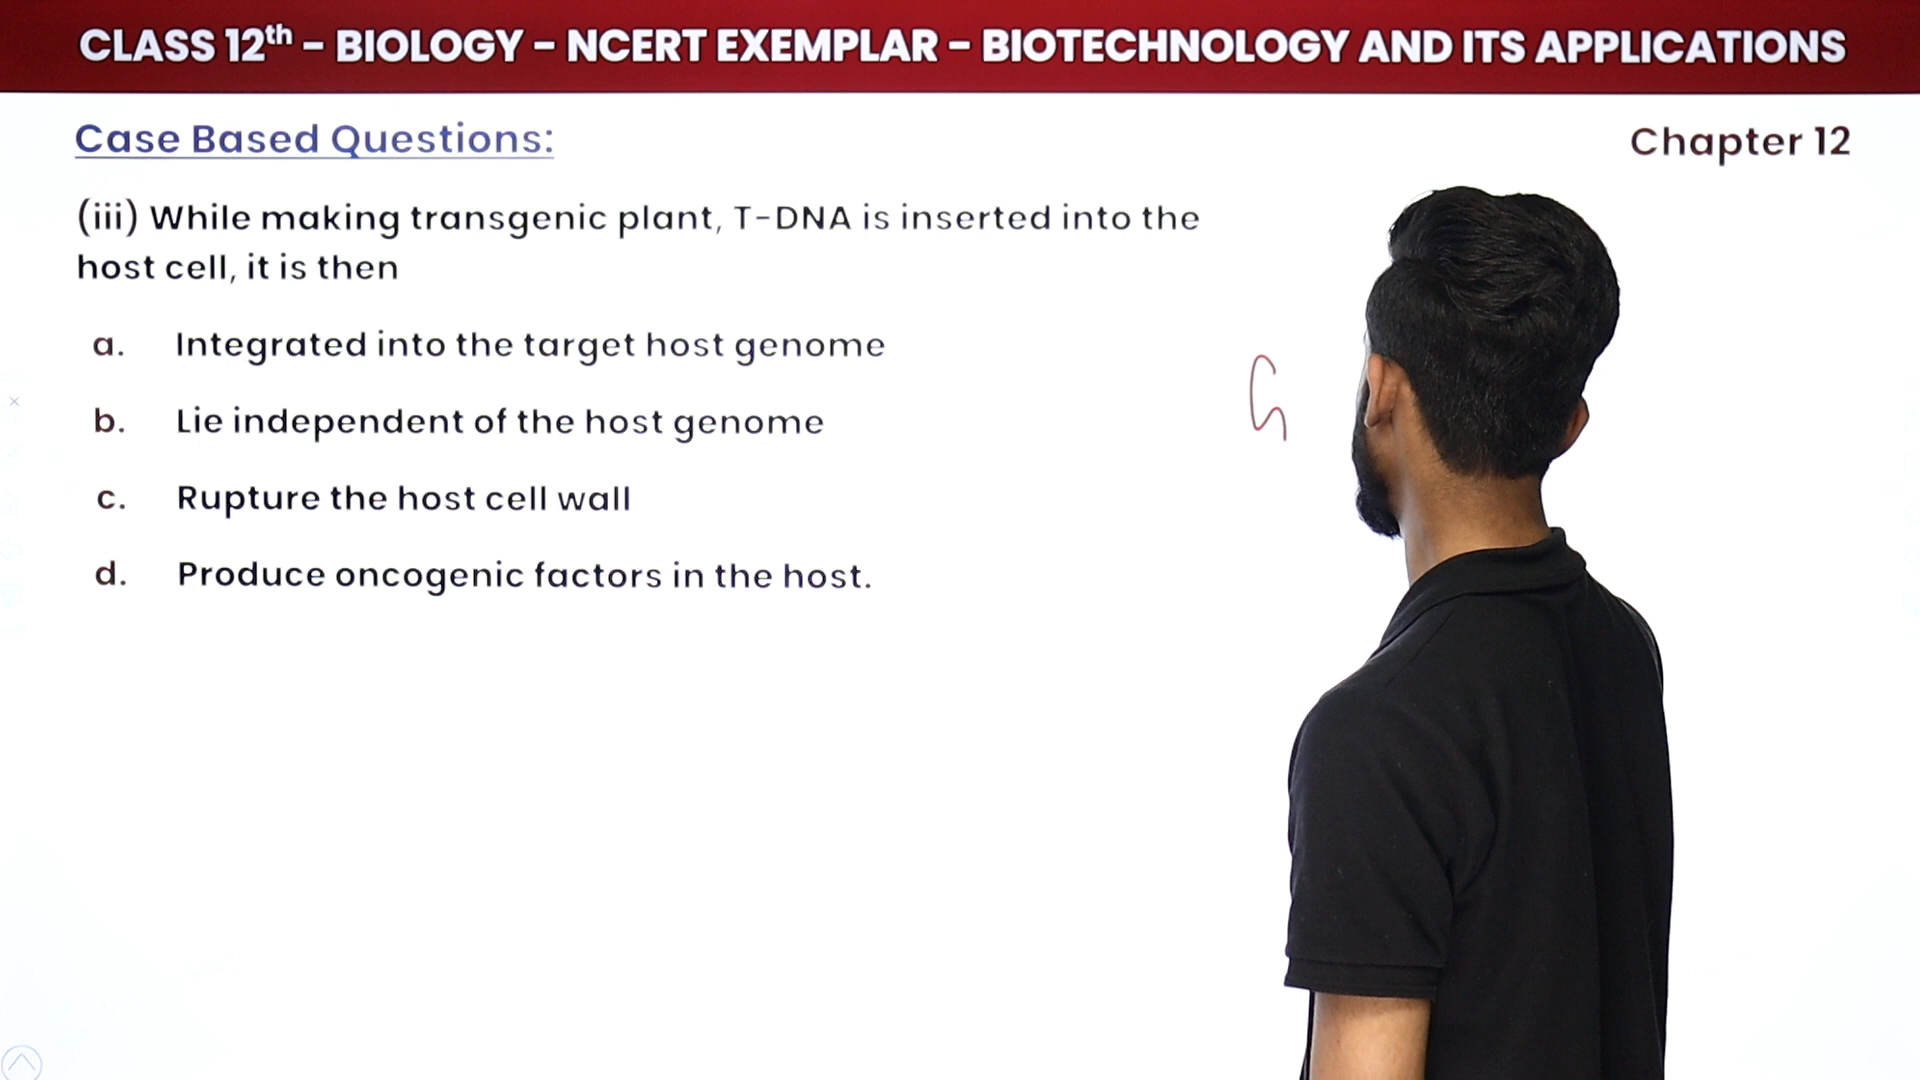 CLASS 12th – BIOLOGY – NCERT EXEMPLAR – BIOTECHNOLOGY AND ITS APPLICATIONS
Case Based Questions:
Chapter 12
(iii) While making transgenic plant, T-DNA is inserted into the
host cell, it is then
a. Integrated into the target host genome
b. Lie independent of the host genome
c. Rupture the host cell wall
d. Produce oncogenic factors in the host.
G